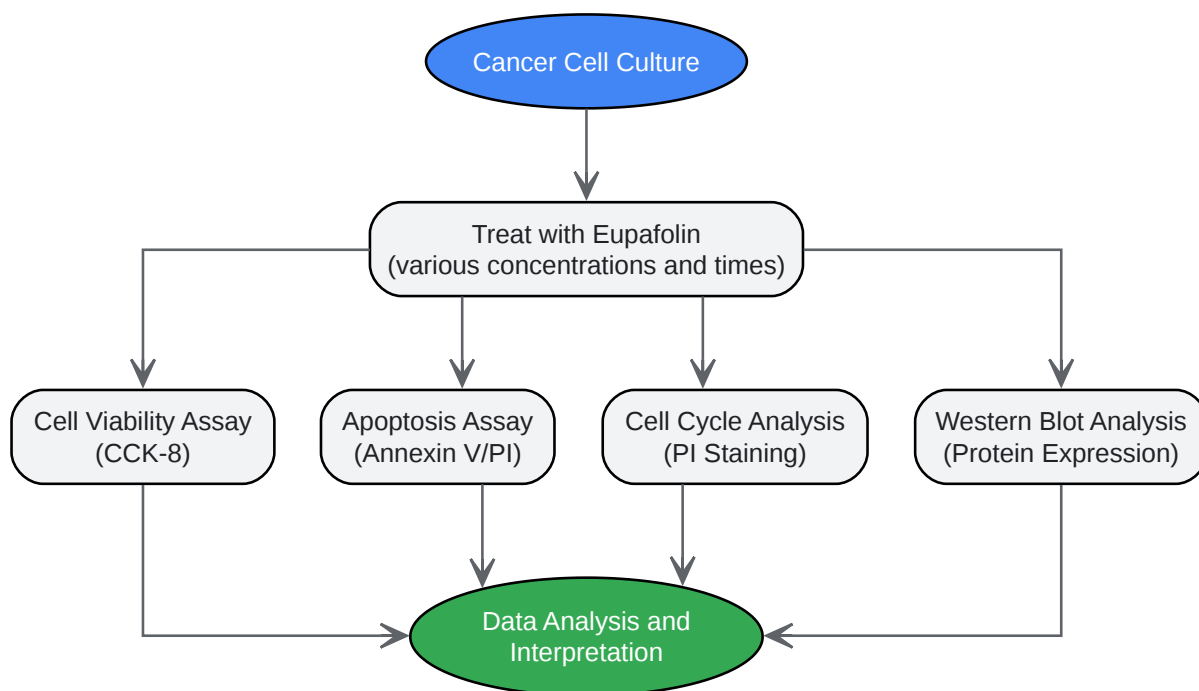 Cancer Cell Culture
Treat with Eupafolin
(various concentrations and times)
Cell Viability Assay
(CCK-8)
Apoptosis Assay
(Annexin V/PI)
Cell Cycle Analysis
(PI Staining)
Western Blot Analysis
(Protein Expression)
Data Analysis and
Interpretation